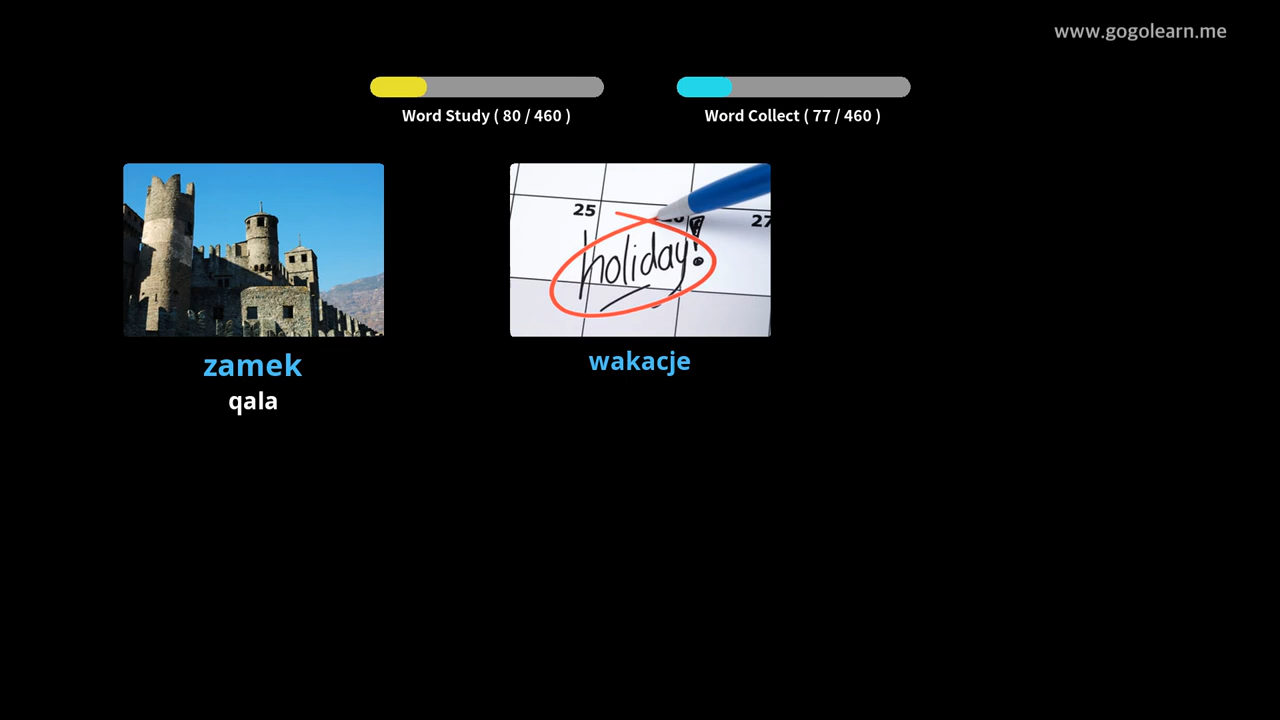 www.gogolearn.me
Word Study ( 80 / 460 )
Word Collect ( 77 / 460 )
25
27
holiday!
zamek
qala
wakacje